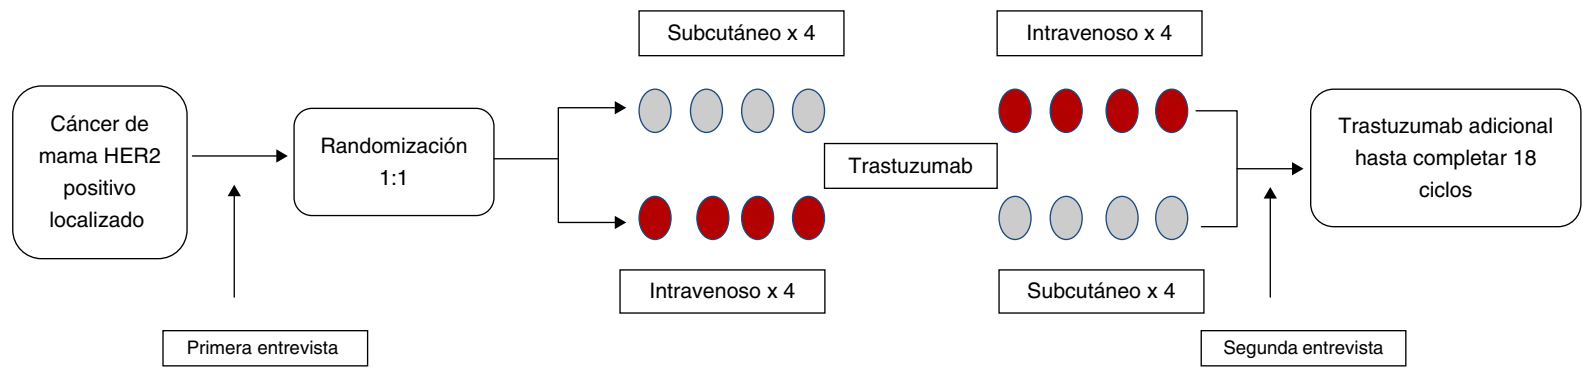 Subcutáneo x 4
Intravenoso x 4
Cáncer de
mama HER2
positivo
localizado
Randomización
1:1
Trastuzumab
Trastuzumab adicional
hasta completar 18
ciclos
Intravenoso x 4
Subcutáneo x 4
Primera entrevista
Segunda entrevista